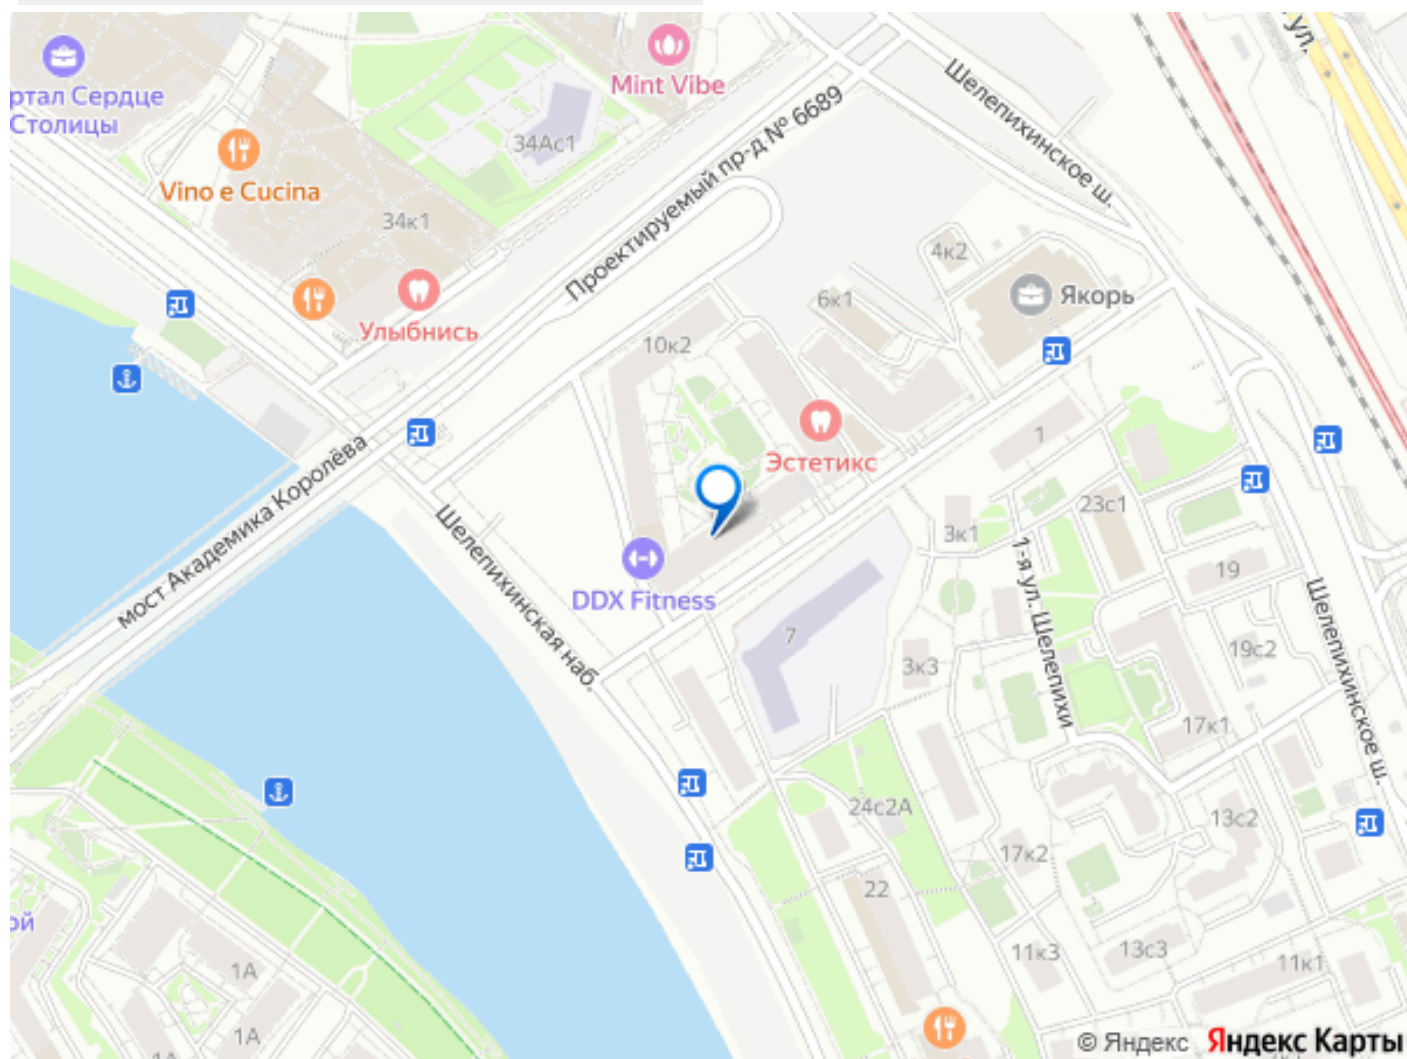 ул.
Mint Vibe
Шелепихинское ш.
ртал Сердце
Столицы
34Ас1
Проектируемый пр-д № 6689
Vino e Cucina
34к1
4к2
6к1
Якорь
Улыбнись
10к2
мост Академика Королёва
Эстетикс
1
23с1
3к1
1-я ул. Шелепихи
Шелепихинская наб.
DDX Fitness
7
19
19с2
3к3
Шелепихинское ш.
17к1
24с2А
13с2
17к2
22
ой
1А
11к3
13с3
11к1
1А
1А
© Яндекс Яндекс Карты